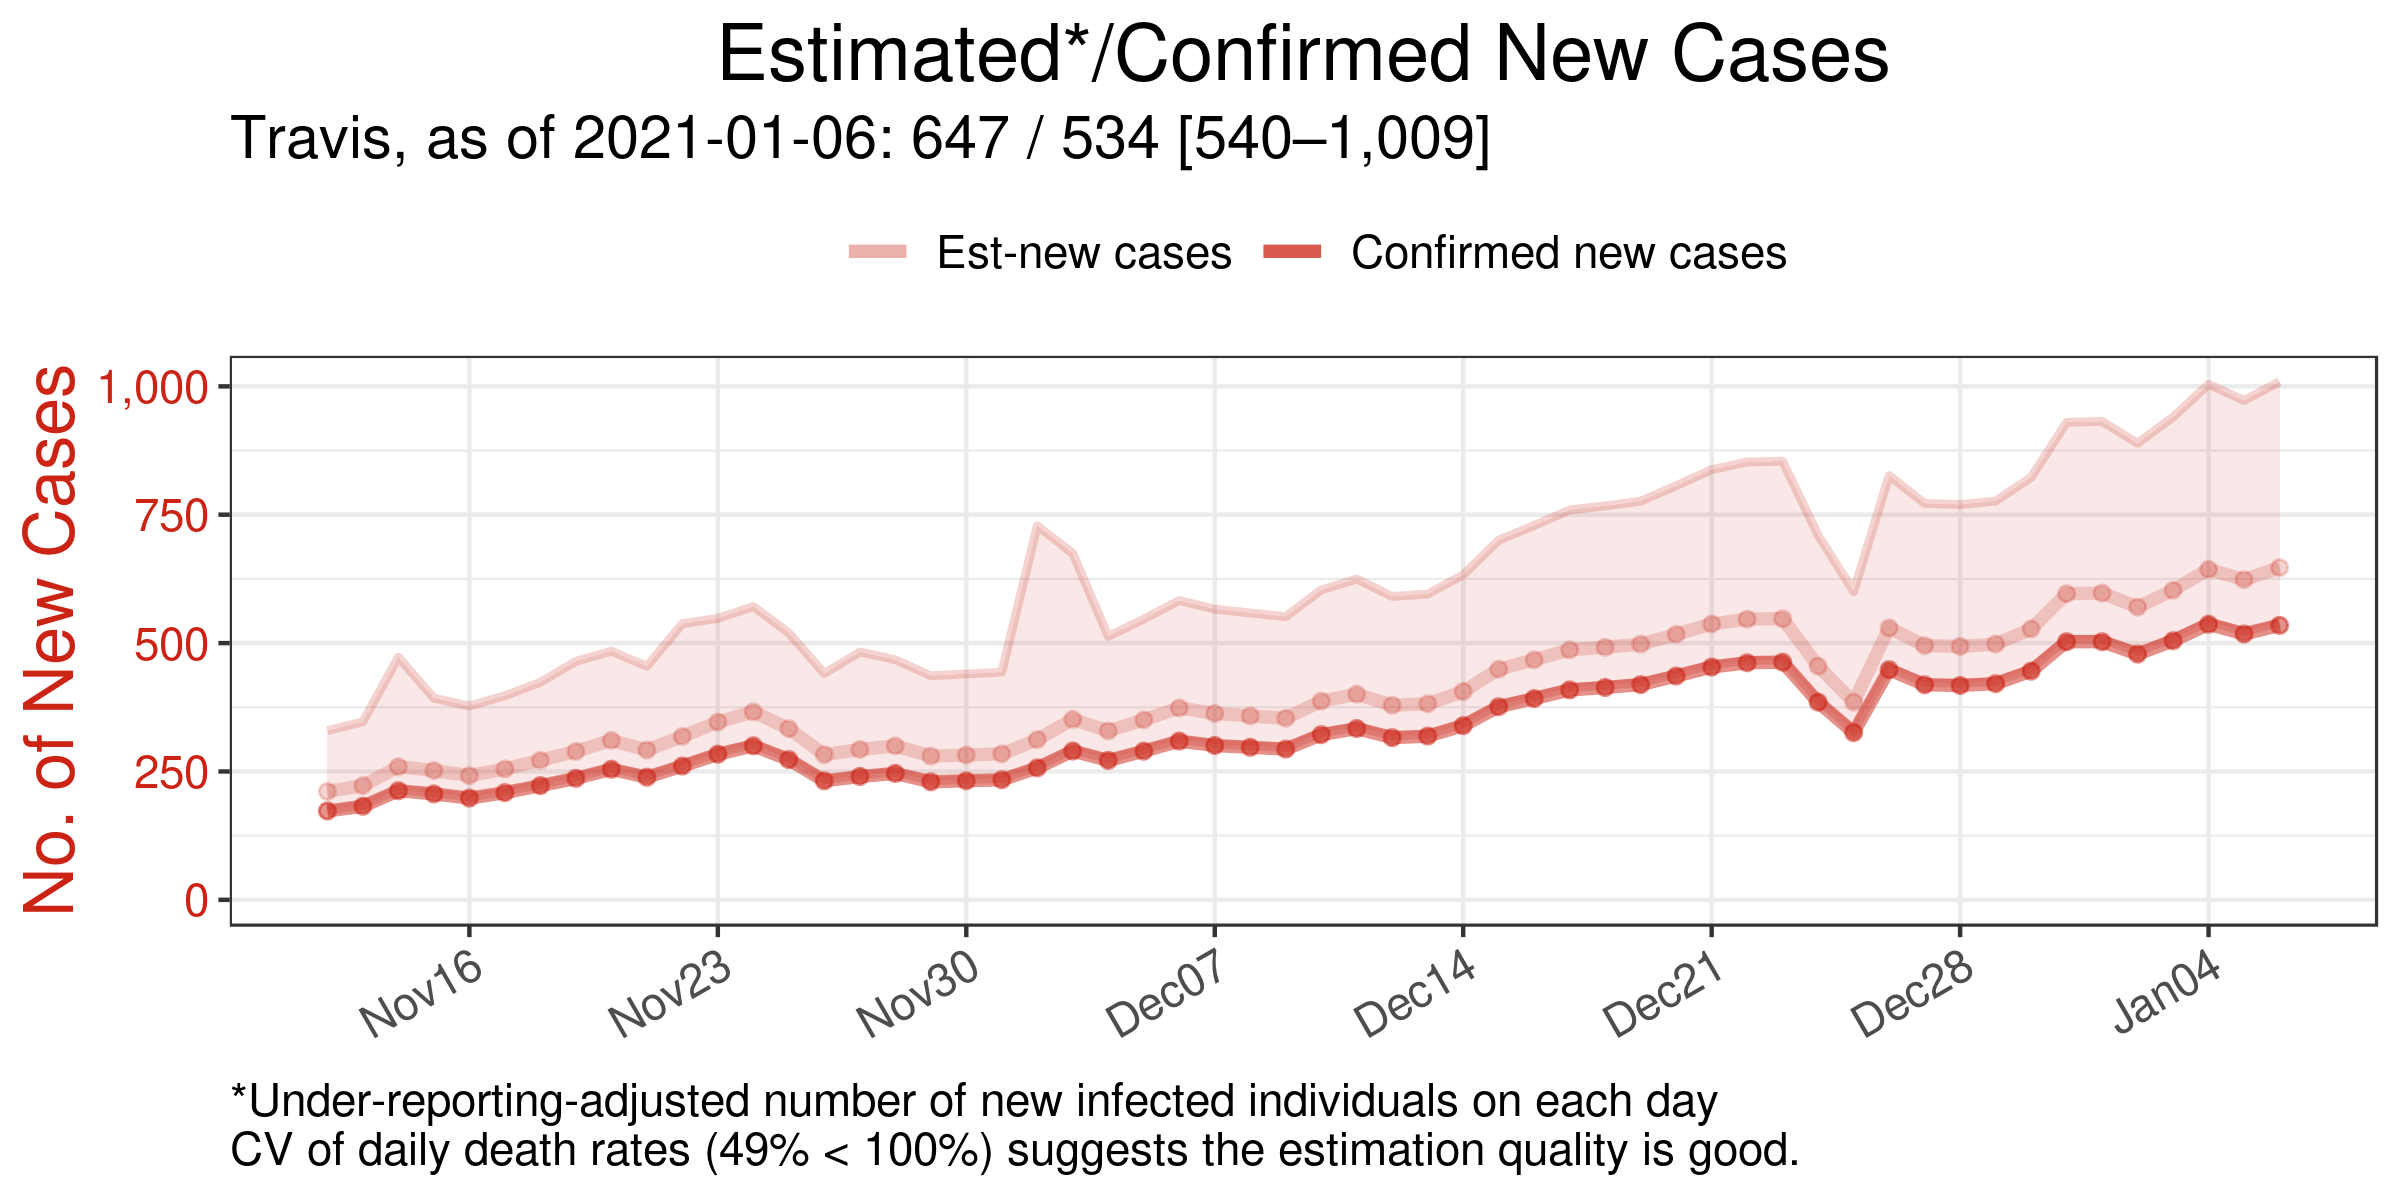 Estimated*/Confirmed New Cases
Travis, as of 2021-01-06: 647 / 534 [540–1,009]
Est-new cases Confirmed new cases
No. of New Cases
1,000
750
500
250
0
Nov16 Nov23 Nov30 Dec07 Dec14 Dec21 Dec28 Jan04
*Under-reporting-adjusted number of new infected individuals on each day
CV of daily death rates (49% < 100%) suggests the estimation quality is good.